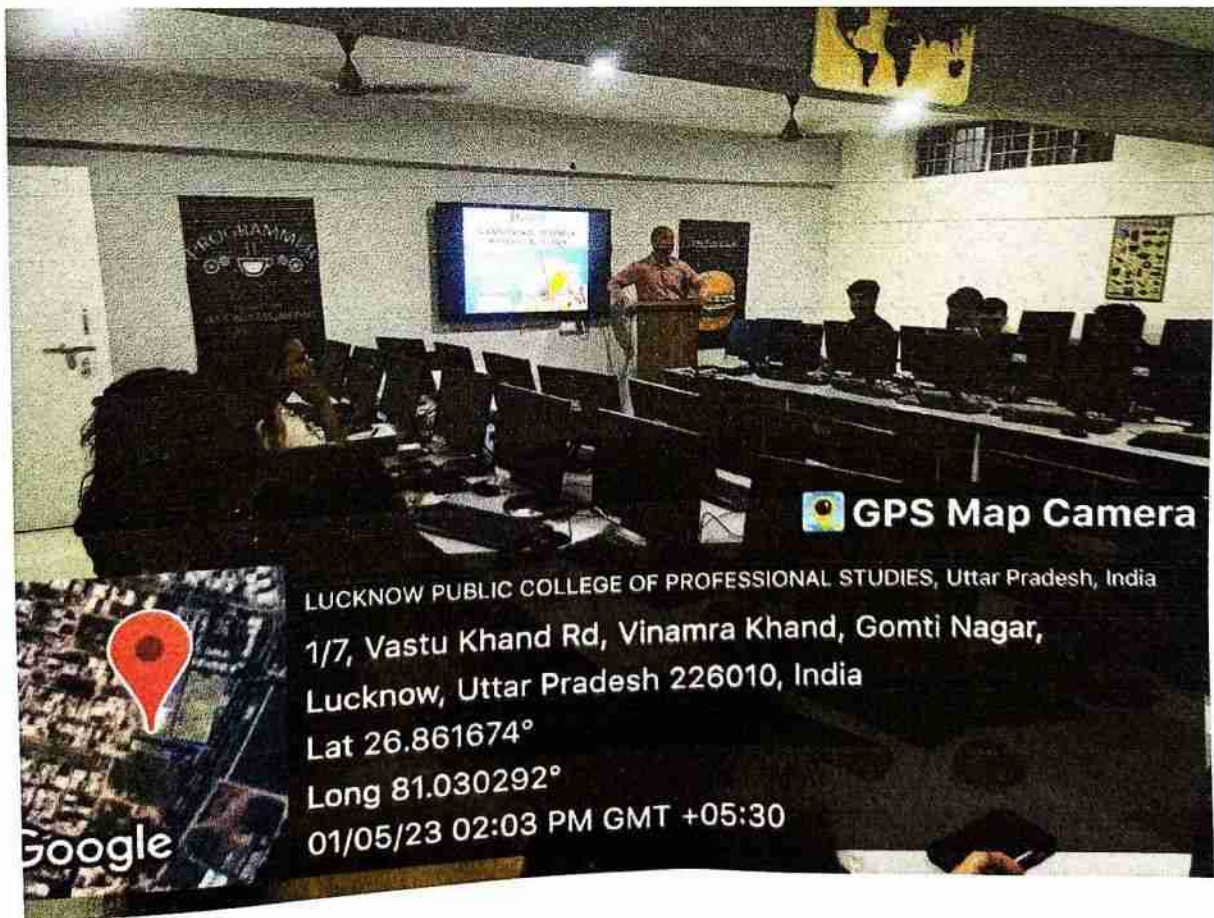 PROGRAMMER
GPS Map Camera
LUCKNOW PUBLIC COLLEGE OF PROFESSIONAL STUDIES, Uttar Pradesh, India
1/7, Vastu Khand Rd, Vinamra Khand, Gomti Nagar,
Lucknow, Uttar Pradesh 226010, India
Lat 26.861674°
Long 81.030292°
01/05/23 02:03 PM GMT +05:30
Google